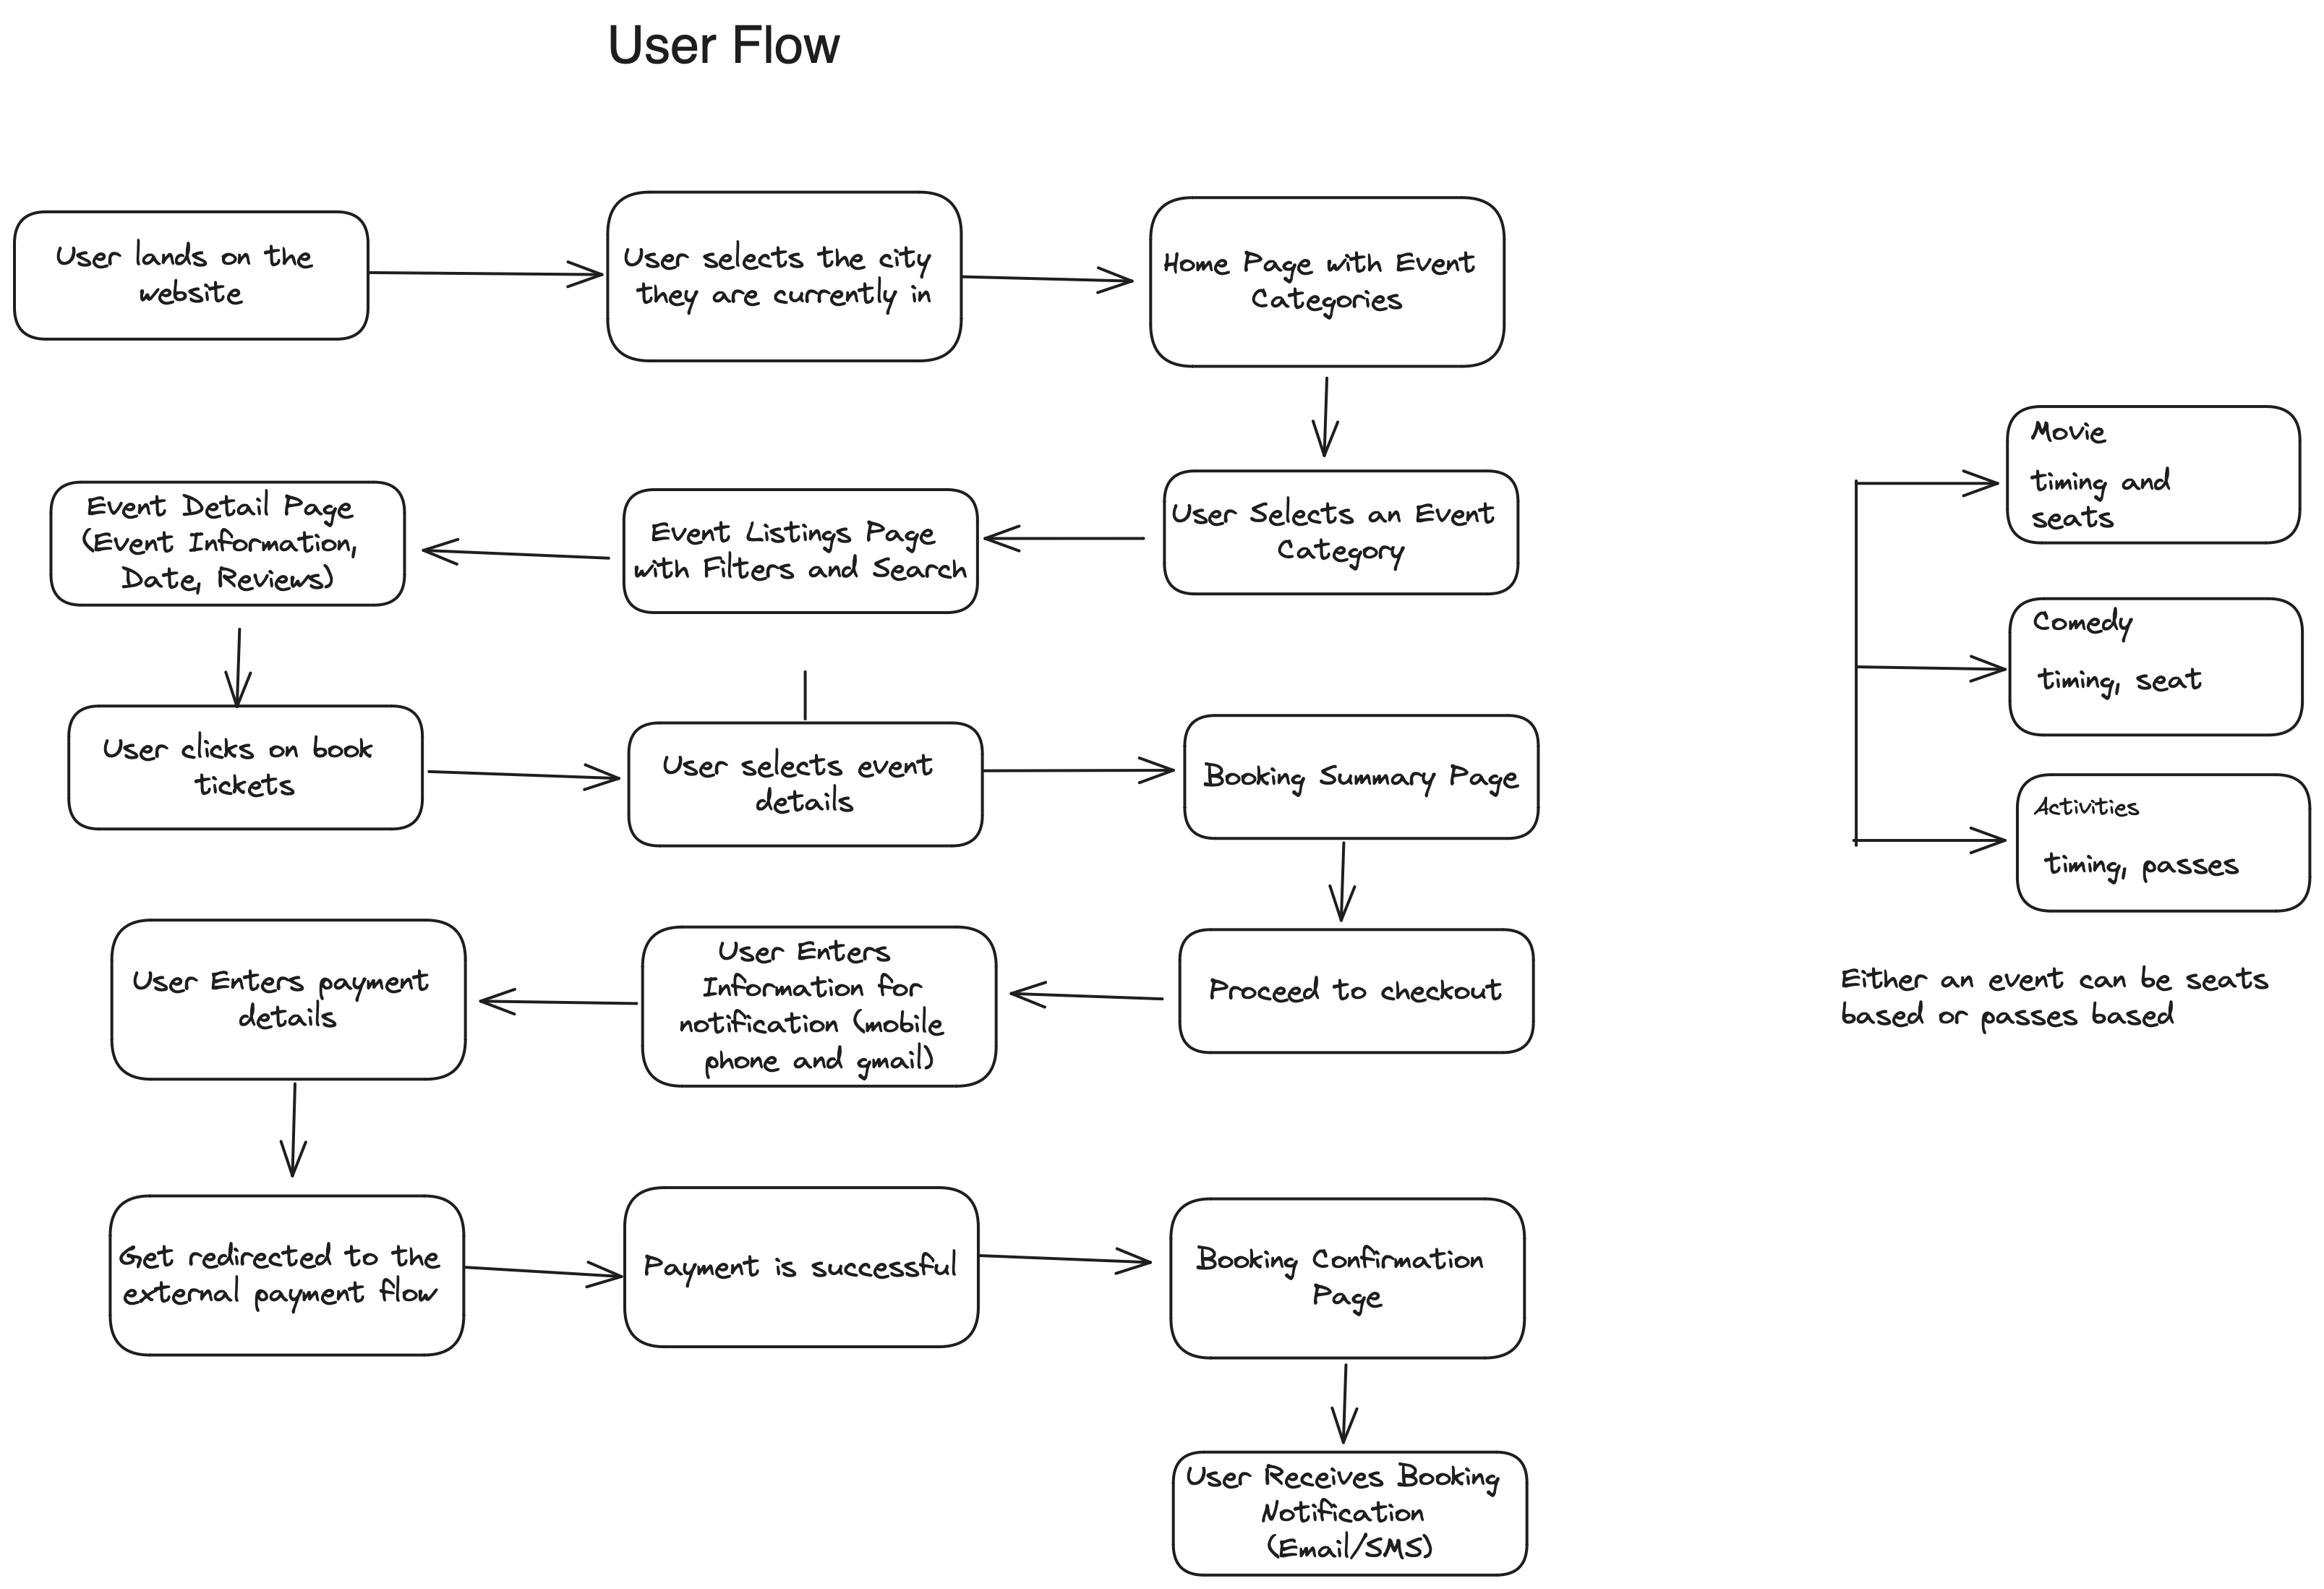 User Flow
User lands on the
website
User selects the city
they are currently in
Home Page with Event
Categories
User Selects an Event
Category
Event Listings Page
with Filters and Search
Event Detail Page
(Event Information,
Date, Reviews)
User clicks on book
tickets
User selects event
details
Booking Summary Page
Proceed to checkout
User Enters
Information for
notification (mobile
phone and gmail)
User Enters payment
details
Get redirected to the
external payment flow
Payment is successful
Booking Confirmation
Page
User Receives Booking
Notification
(Email/SMS)
Movie
timing and
seats
Comedy
timing, seat
Activities
timing, passes
Either an event can be seats
based or passes based